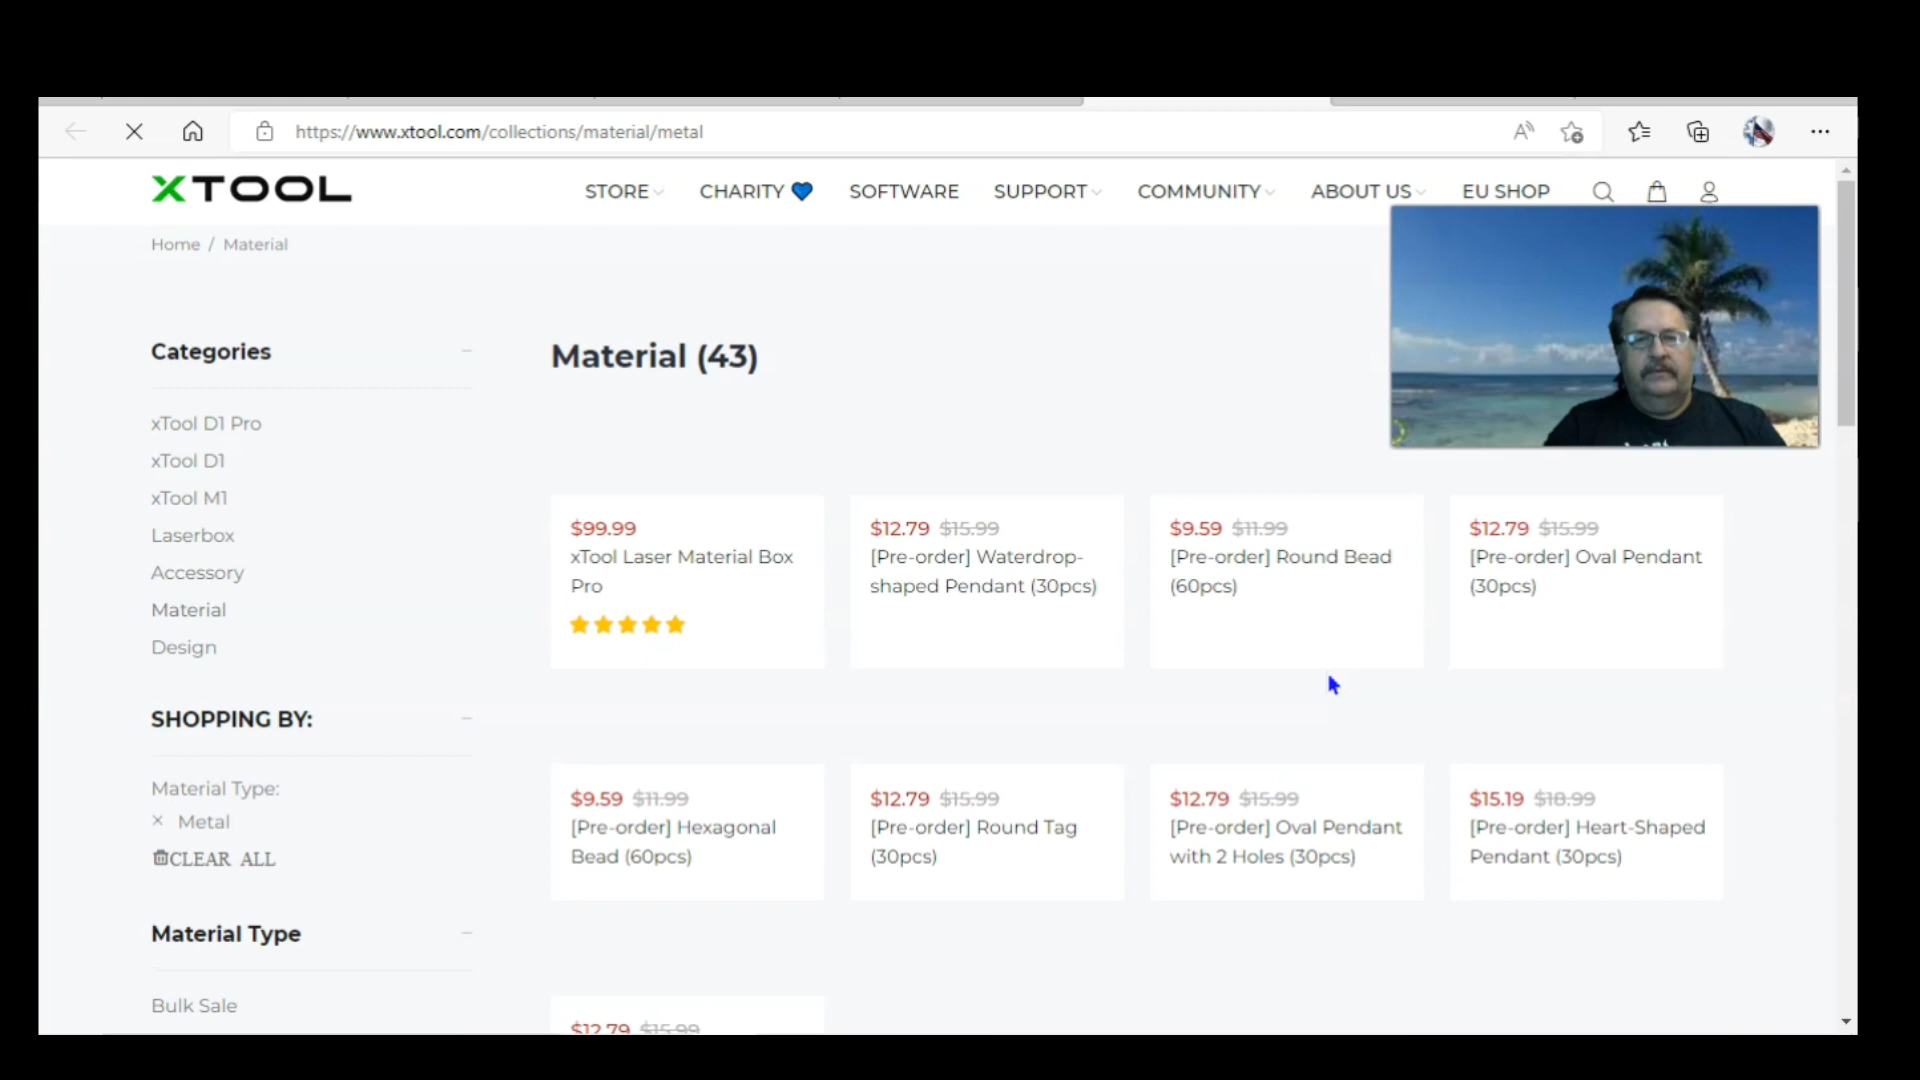 https://www.xtool.com/collections/material/metal
XTOOL
STORE
CHARITY
SOFTWARE
SUPPORT
COMMUNITY
ABOUT US
EU SHOP
Home / Material
Categories
xTool D1 Pro
xTool D1
xTool M1
Laserbox
Accessory
Material
Design
SHOPPING BY:
Material Type:
× Metal
CLEAR ALL
Material Type
Bulk Sale
Material (43)
$99.99
xTool Laser Material Box
Pro
$12.79 $15.99
[Pre-order] Waterdrop-
shaped Pendant (30pcs)
$9.59 $11.99
[Pre-order] Round Bead
(60pcs)
$12.79 $15.99
[Pre-order] Oval Pendant
(30pcs)
$9.59 $11.99
[Pre-order] Hexagonal
Bead (60pcs)
$12.79 $15.99
[Pre-order] Round Tag
(30pcs)
$12.79 $15.99
[Pre-order] Oval Pendant
with 2 Holes (30pcs)
$15.19 $18.99
[Pre-order] Heart-Shaped
Pendant (30pcs)
$12.79 $15.99